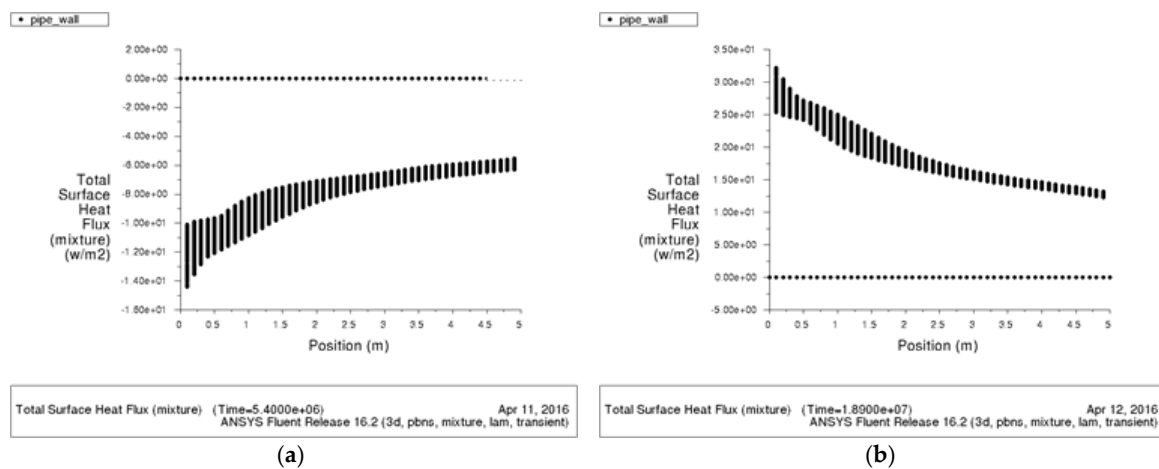 pipe_wall
2.00e+00
0.00e+00
-2.00e+00
-4.00e+00
-6.00e+00
-8.00e+00
-1.00e+01
-1.20e+01
-1.40e+01
-1.60e+01
Total
Surface
Heat
Flux
(mixture)
(w/m2)
0 0.5 1 1.5 2 2.5 3 3.5 4 4.5 5
Position (m)
Total Surface Heat Flux (mixture) (Time=5.4000e+06) Apr 11, 2016
ANSYS Fluent Release 16.2 (3d, pbns, mixture, lam, transient)
(a)
pipe_wall
3.50e+01
3.00e+01
2.50e+01
2.00e+01
1.50e+01
1.00e+01
5.00e+00
0.00e+00
-5.00e+00
Total
Surface
Heat
Flux
(mixture)
(w/m2)
0 0.5 1 1.5 2 2.5 3 3.5 4 4.5 5
Position (m)
Total Surface Heat Flux (mixture) (Time=1.8900e+07) Apr 12, 2016
ANSYS Fluent Release 16.2 (3d, pbns, mixture, lam, transient)
(b)